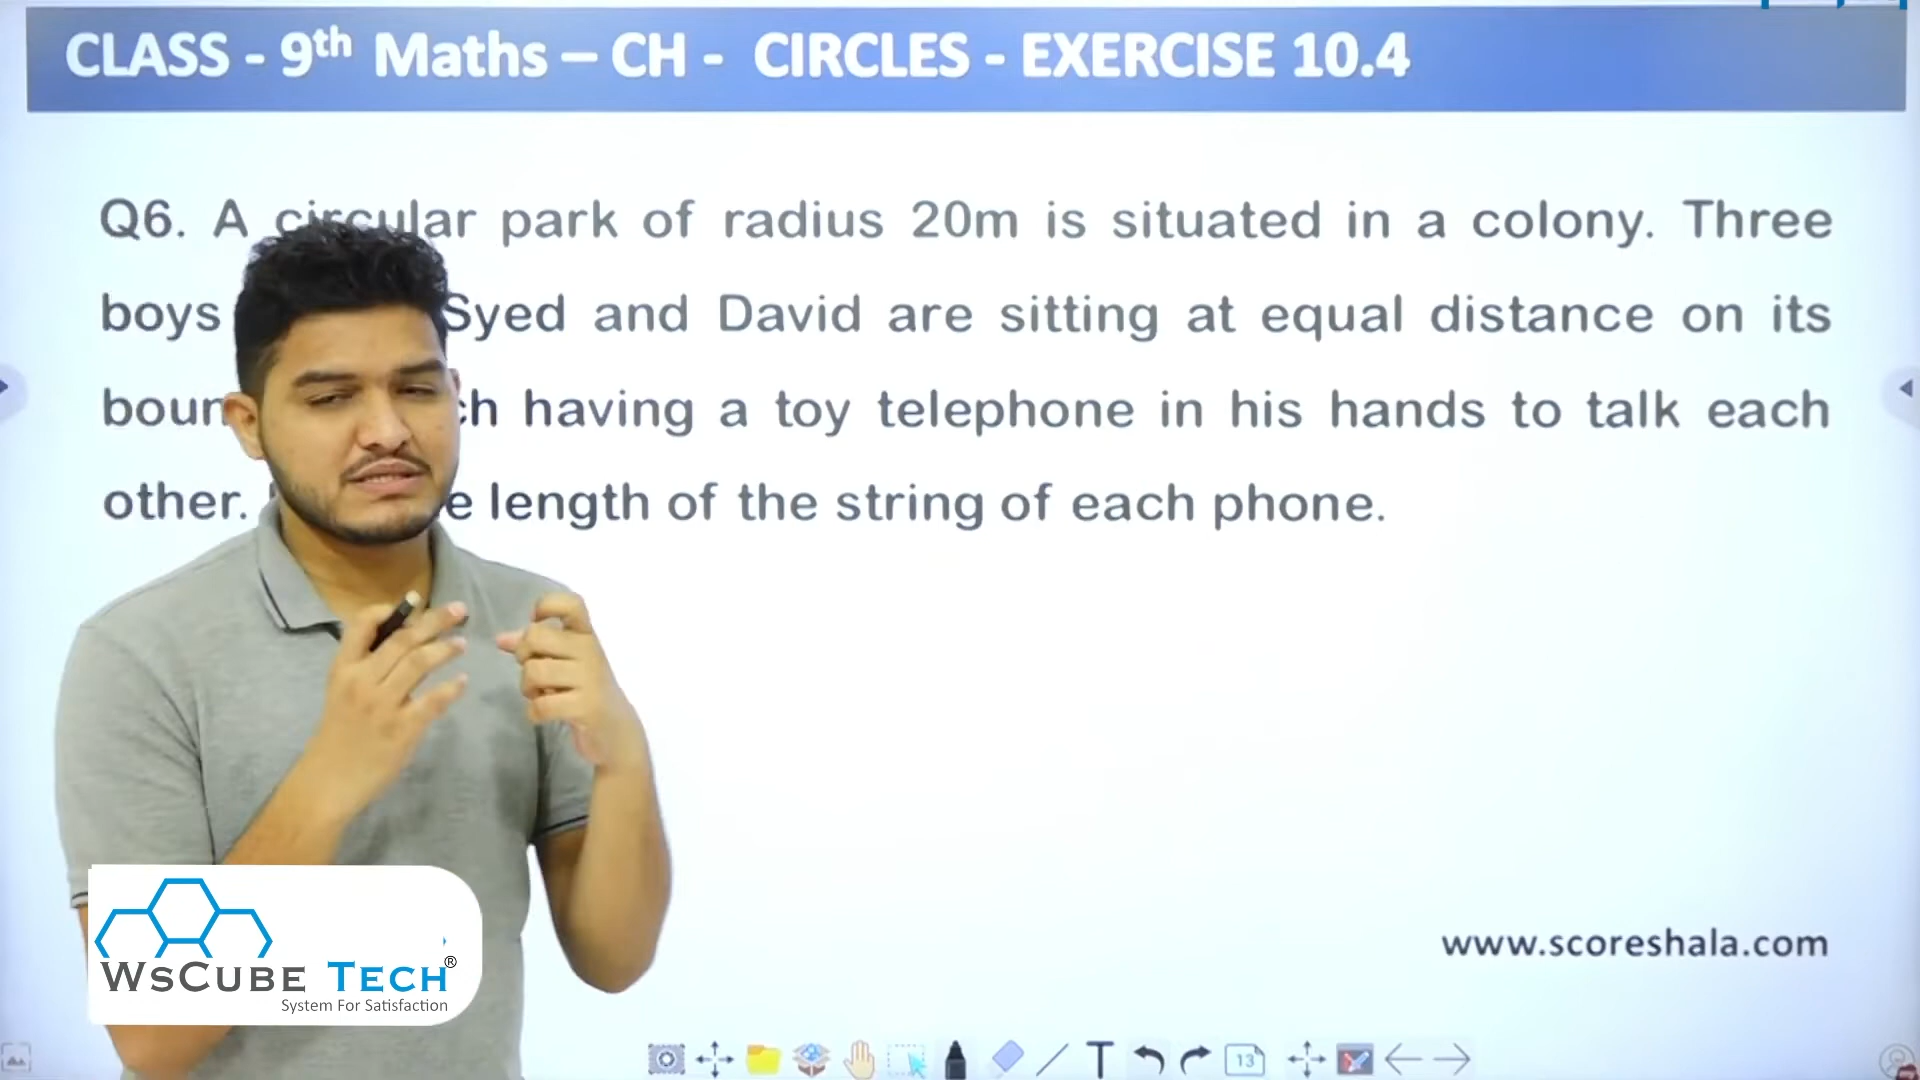 CLASS - 9th Maths – CH - CIRCLES - EXERCISE 10.4
Q6. A circular park of radius 20m is situated in a colony. Three
boys Syed and David are sitting at equal distance on its
having a toy telephone in his hands to talk each
other. length of the string of each phone.
www.scoreshala.com
WsCube Tech®
System For Satisfaction
T
13